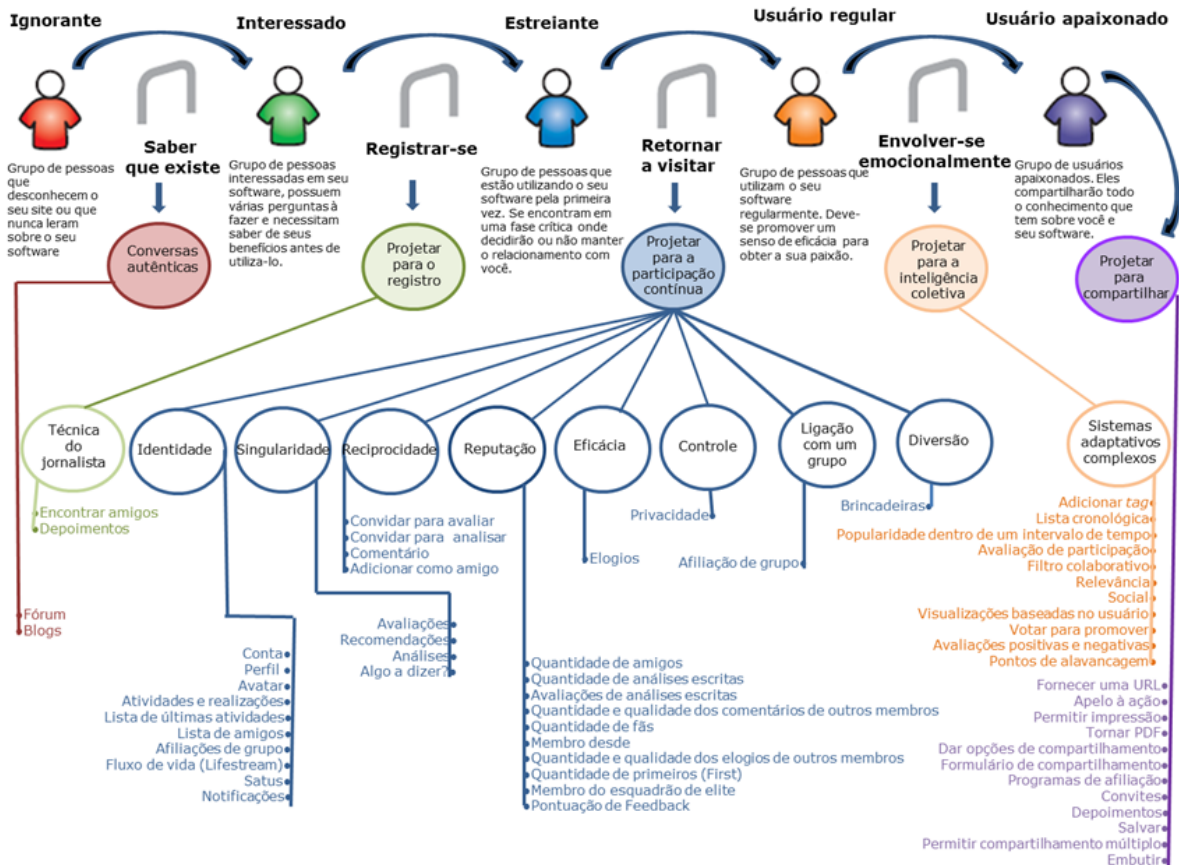 Ignorante
Interessado
Estreiante
Usuário regular
Usuário apaixonado
Saber
que existe
Registrar-se
Retornar
a visitar
Envolver-se
emocionalmente
Grupo de pessoas
que
desconhecem o
seu site ou que
nunca leram
sobre o seu
software
Grupo de pessoas
interessadas em seu
software, possuem
várias perguntas à
fazer e necessitam
saber de seus
benefícios antes de
utiliza-lo.
Grupo de pessoas que
estão utilizando o seu
software pela primeira
vez. Se encontram em
uma fase crítica onde
decidirão ou não manter
o relacionamento com
você.
Grupo de pessoas que
utilizam o seu
software
regularmente. Deve-
se promover um
senso de eficácia para
obter a sua paixão.
Grupo de usuários
apaixonados. Eles
compartilharão todo
o conhecimento que
tem sobre você e
seu software.
Conversas
autênticas
Projetar
para o
registro
Projetar
para a
participação
contínua
Projetar
para a
inteligência
coletiva
Projetar
para
compartilhar
Técnica
do
jornalista
Identidade
Singularidade
Reciprocidade
Reputação
Eficácia
Controle
Ligação
com um
grupo
Diversão
Sistemas
adaptativos
complexos
Encontrar amigos
Depoimentos
Fórum
Blogs
Conta
Perfil
Avatar
Atividades e realizações
Lista de últimas atividades
Lista de amigos
Afiliações de grupo
Fluxo de vida (Lifestream)
Satus
Notificações
Avaliações
Recomendações
Análises
Algo a dizer?
Convidar para avaliar
Convidar para analisar
Comentário
Adicionar como amigo
Quantidade de amigos
Quantidade de análises escritas
Avaliações de análises escritas
Quantidade e qualidade dos comentários de outros membros
Quantidade de fãs
Membro desde
Quantidade e qualidade dos elogios de outros membros
Quantidade de primeiros (First)
Membro do esquadrão de elite
Pontuação de Feedback
Elogios
Privacidade
Afiliação de grupo
Brincadeiras
Adicionar tag
Lista cronológica
Popularidade dentro de um intervalo de tempo
Avaliação de participação
Filtro colaborativo
Relevância
Social
Visualizações baseadas no usuário
Votar para promover
Avaliações positivas e negativas
Pontos de alavancagem
Fornecer uma URL
Apelo à ação
Permitir impressão
Tornar PDF
Dar opções de compartilhamento
Formulário de compartilhamento
Programas de afiliação
Convites
Depoimentos
Salvar
Permitir compartilhamento múltiplo
Embutir